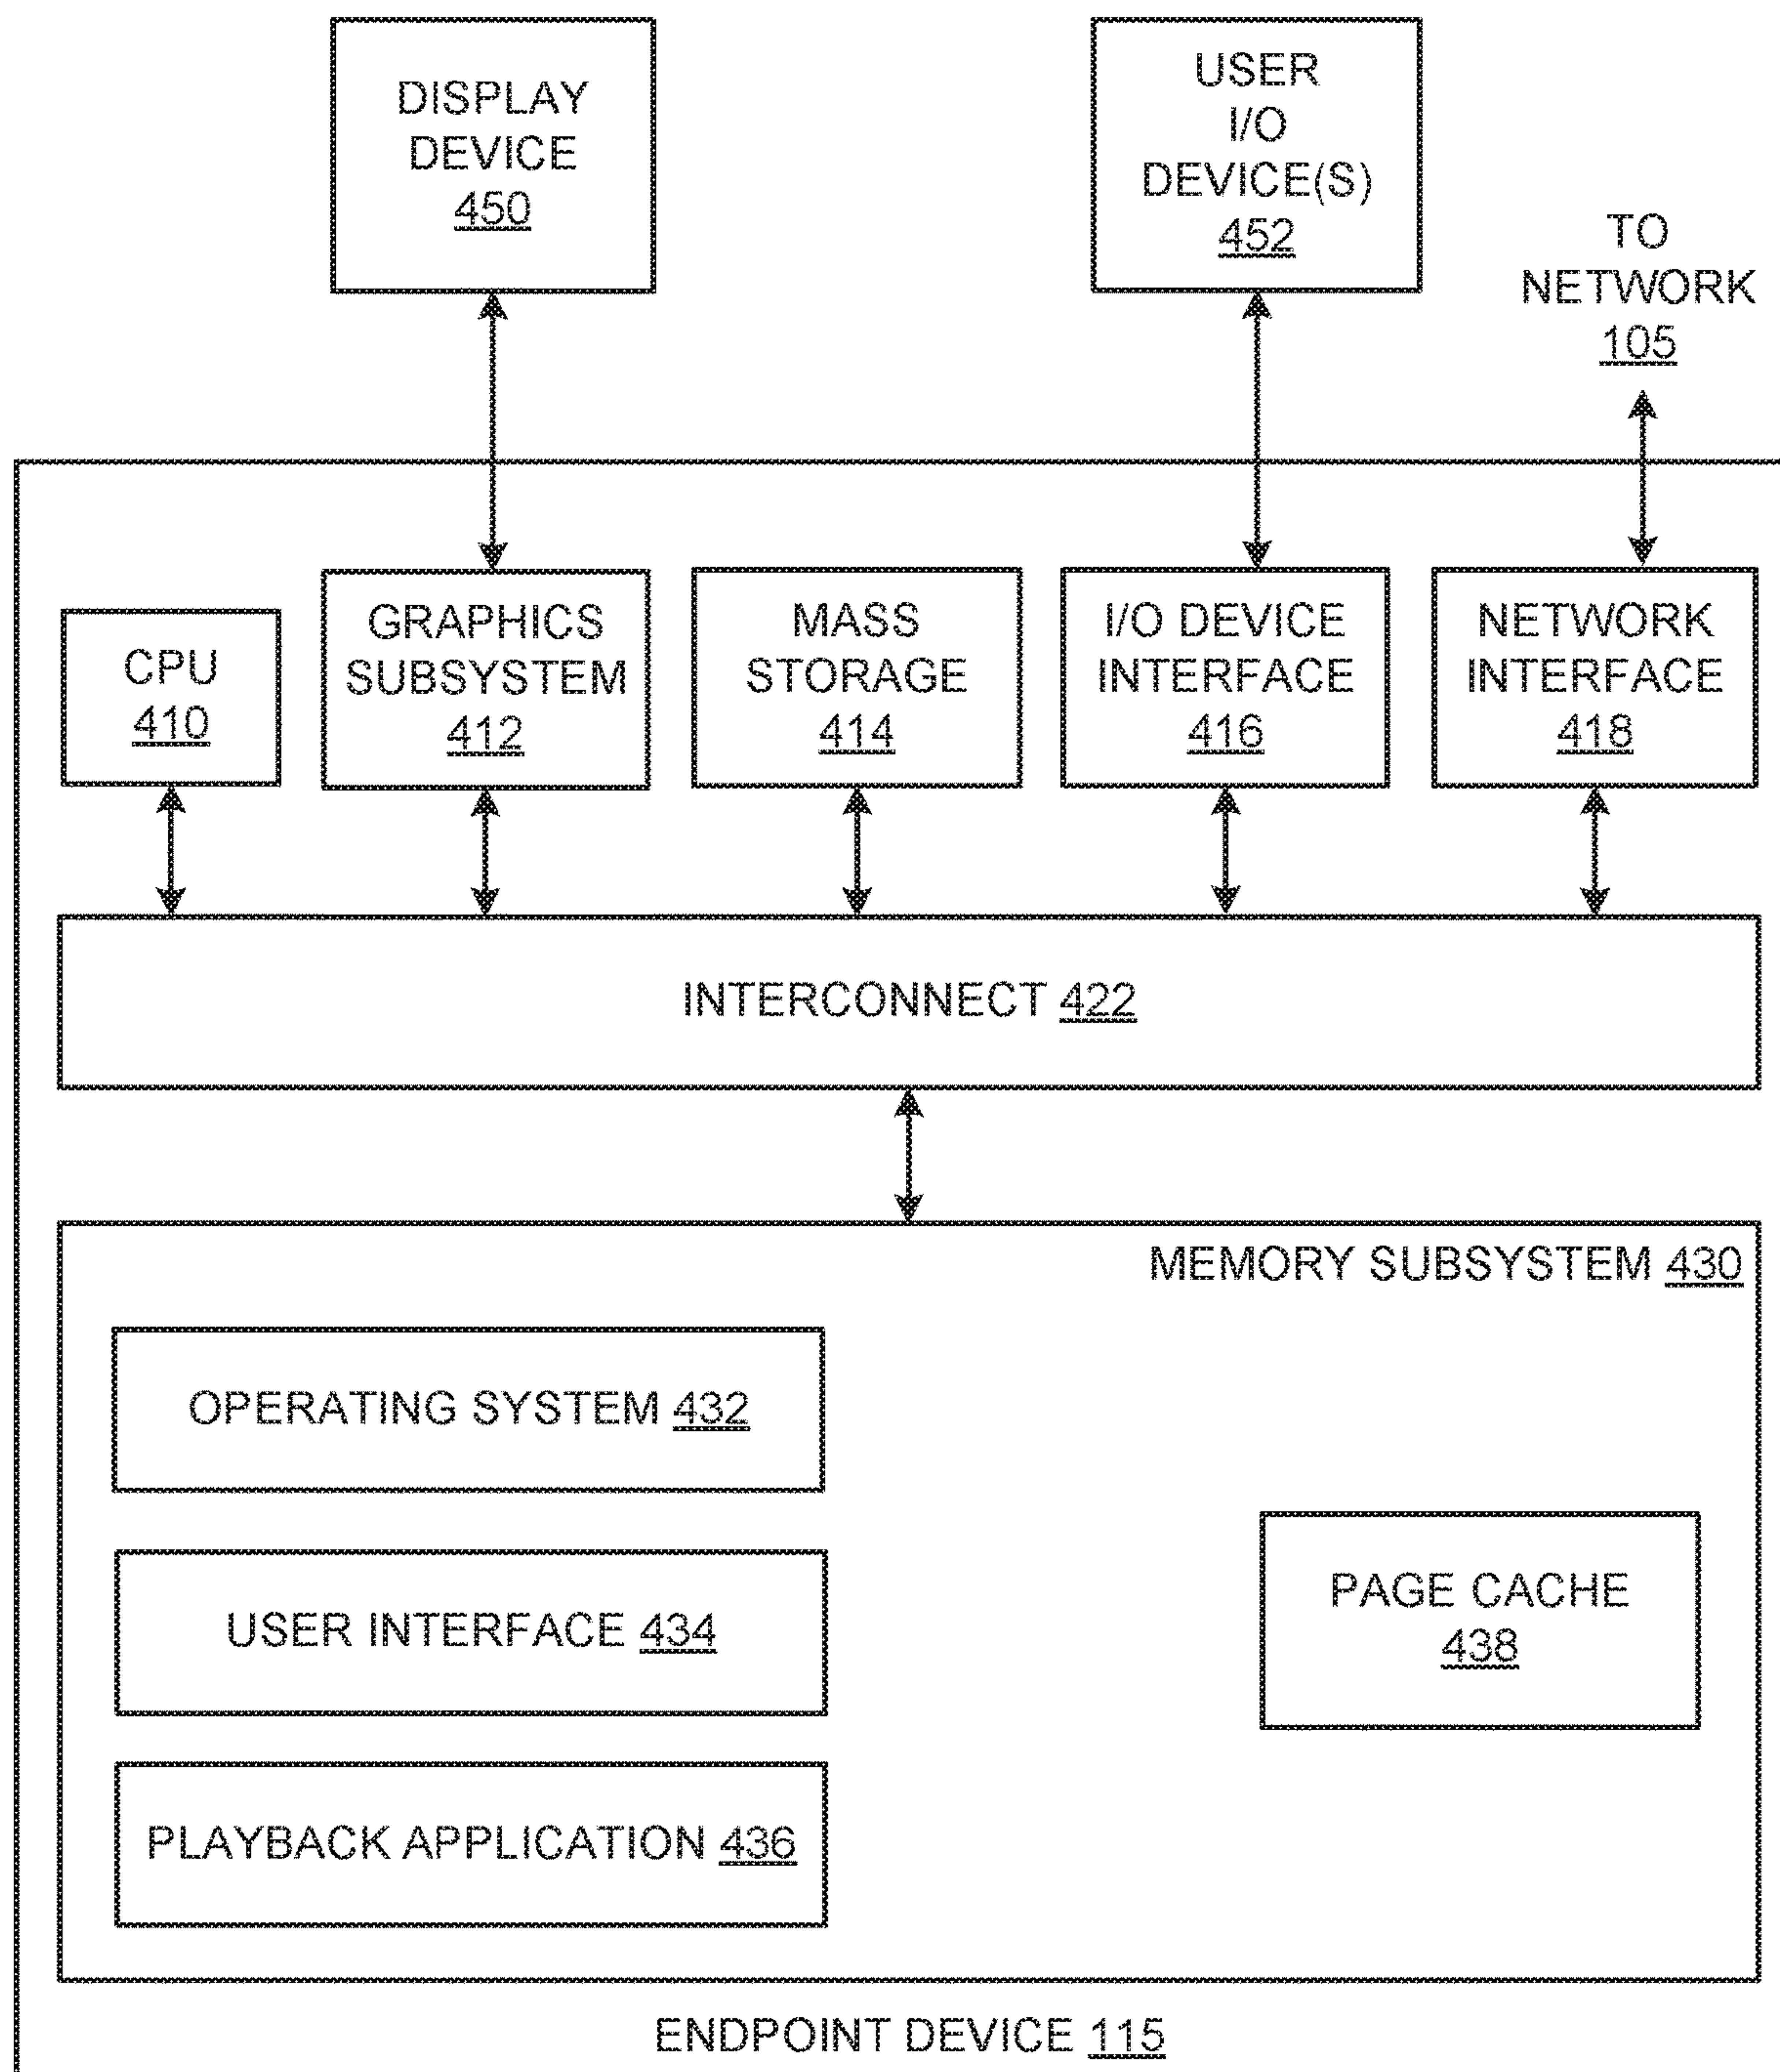 DISPLAY
DEVICE
450
USER
I/O
DEVICE(S)
452
TO
NETWORK
105
CPU
410
GRAPHICS
SUBSYSTEM
412
MASS
STORAGE
414
I/O DEVICE
INTERFACE
416
NETWORK
INTERFACE
418
INTERCONNECT 422
MEMORY SUBSYSTEM 430
OPERATING SYSTEM 432
USER INTERFACE 434
PLAYBACK APPLICATION 436
PAGE CACHE
438
ENDPOINT DEVICE 115